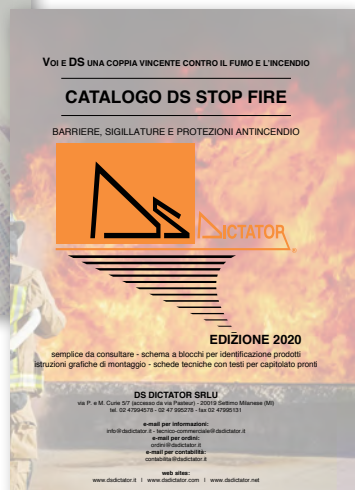 VOI E DS UNA COPPIA VINCENTE CONTRO IL FUMO E L'INCENDIO
CATALOGO DS STOP FIRE
BARRIERE, SIGILLATURE E PROTEZIONI ANTINCENDIO
DICTATOR
EDIZIONE 2020
semplice da consultare - schema a blocchi per identificazione prodotti
istruzioni grafiche di montaggio - schede tecniche con testi per capitolato pronti
DS DICTATOR SRLU
via P. e M. Curie 5/7 (accesso da via Pasteur) - 20019 Settimo Milanese (MI)
tel. 02 47994578 - 02 47 995278 - fax 02 47995131
e-mail per informazioni:
info@dsdictator.it - tecnico-commerciale@dsdictator.it
e-mail per ordini:
ordini@dsdictator.it
e-mail per contabilità:
contabilita@dsdictator.it
web sites:
www.dsdictator.it I www.dsdictator.com I www.dsdictator.net